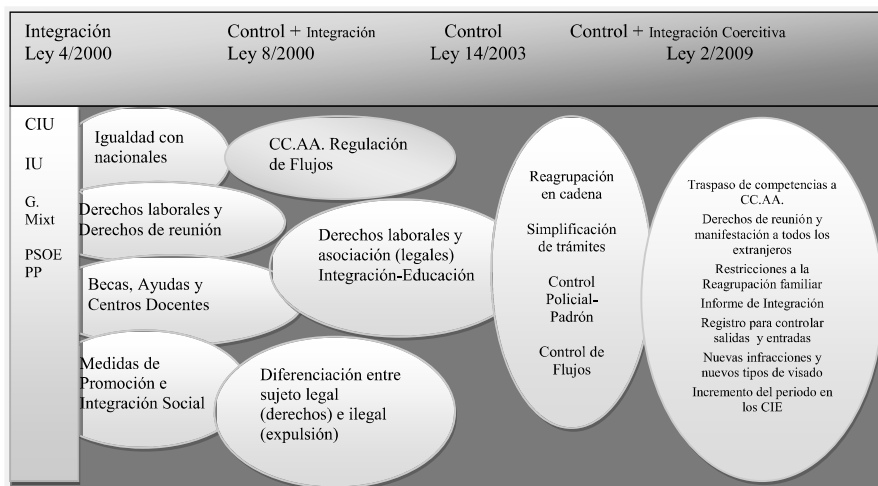 Integración
Ley 4/2000
Control + Integración
Ley 8/2000
Control
Ley 14/2003
Control + Integración Coercitiva
Ley 2/2009
CIU
IU
G.
Mixt
PSOE
PP
Igualdad con
nacionales
Derechos laborales y
Derechos de reunión
Becas, Ayudas y
Centros Docentes
Medidas de
Promoción e
Integración Social
CC.AA. Regulación
de Flujos
Derechos laborales y
asociación (legales)
Integración-Educación
Diferenciación entre
sujeto legal
(derechos) e ilegal
(expulsión)
Reagrupación
en cadena
Simplificación
de trámites
Control
Policial-
Padrón
Control de
Flujos
Traspaso de competencias a
CC.AA.
Derechos de reunión y
manifestación a todos los
extranjeros
Restricciones a la
Reagrupación familiar
Informe de Integración
Registro para controlar
salidas y entradas
Nuevas infracciones y
nuevos tipos de visado
Incremento del periodo en
los CIE